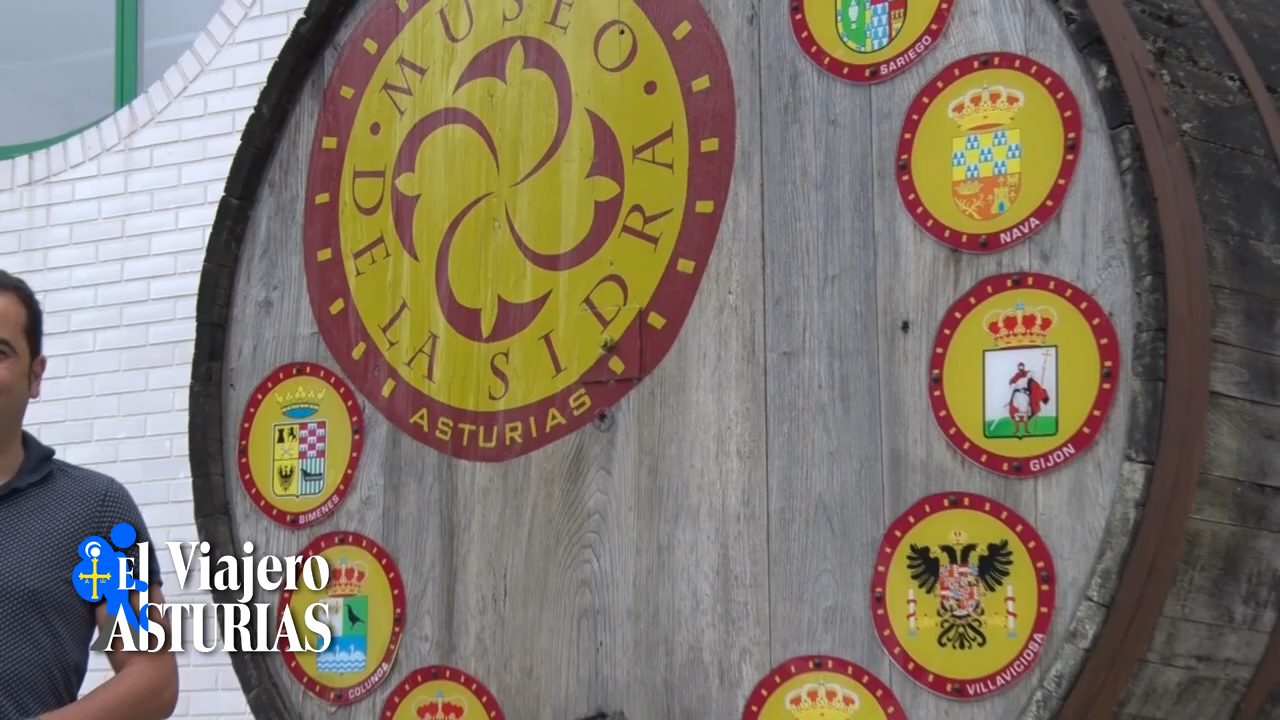 MUSEO
DE LA SIDRA
ASTURIAS
SARIEGO
NAVA
GIJON
VILLAVICIOSA
BIMENES
COLUNGA
El Viajero
ASTURIAS